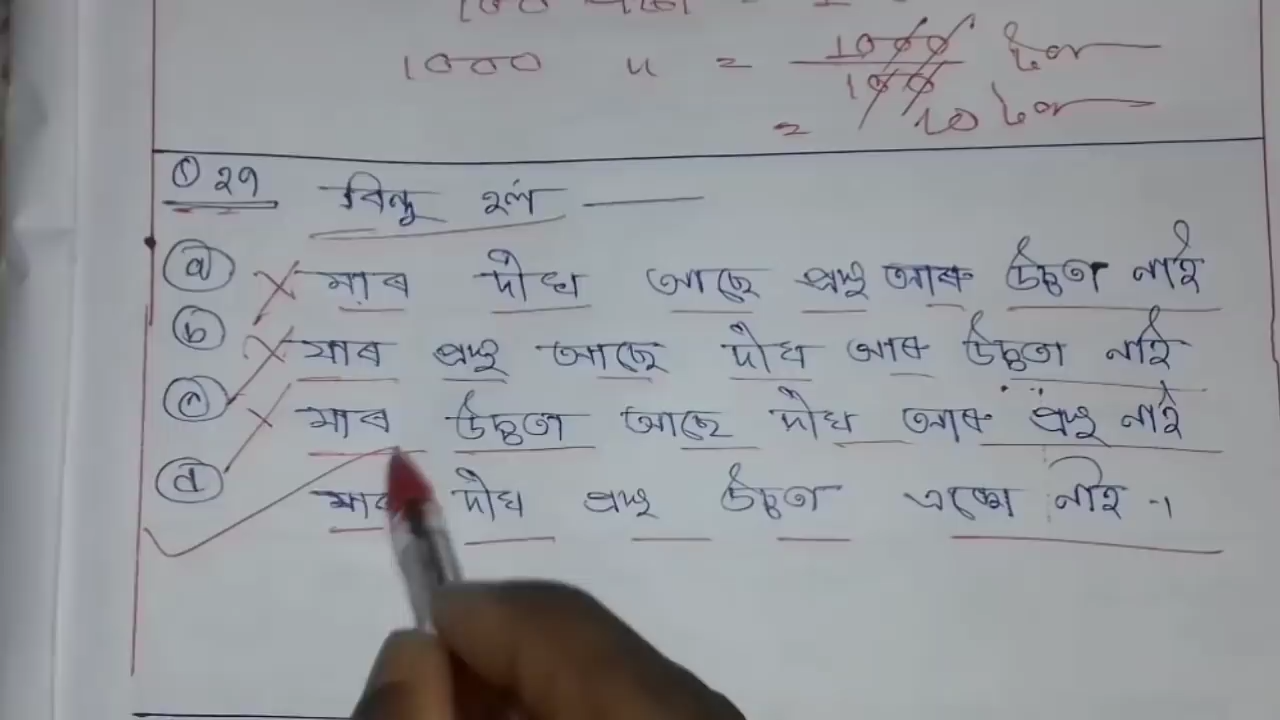 1000 " =
1000
100
টকা
= 10 টকা
Q 29 বিন্দু হল
a যাৰ দৈঘ আছে প্ৰস্থ আৰু উচ্চতা নাই
b যাৰ প্ৰস্থ আছে দৈঘ আৰু উচ্চতা নাই
c যাৰ উচ্চতা আছে দৈঘ আৰু প্ৰস্থ নাই
d যাৰ দৈঘ প্ৰস্থ উচ্চতা একো নাই ।